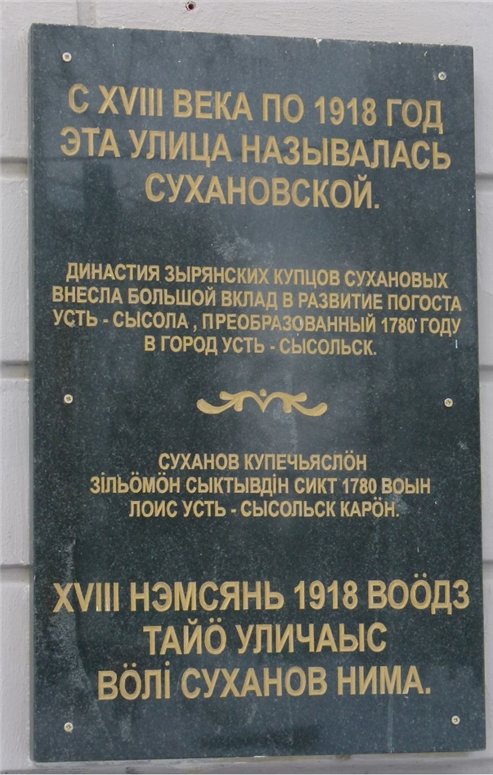 С XVIII ВЕКА ПО 1918 ГОД
ЭТА УЛИЦА НАЗЫВАЛАСЬ
СУХАНОВСКОЙ.
ДИНАСТИЯ ЗЫРЯНСКИХ КУПЦОВ СУХАНОВЫХ
ВНЕСЛА БОЛЬШОЙ ВКЛАД В РАЗВИТИЕ ПОГОСТА
УСТЬ - СЫСОЛА , ПРЕОБРАЗОВАННЫЙ 1780 ГОДУ
В ГОРОД УСТЬ - СЫСОЛЬСК.
СУХАНОВ КУПЕЧЬЯСЛӦН
ЗІЛЬӦМӦН СЫКТЫВДІН СИКТ 1780 ВОЫН
ЛОИС УСТЬ - СЫСОЛЬСК КАРӦН.
XVIII НЭМСЯНЬ 1918 ВОӦДЗ
ТАЙӦ УЛИЧАЫС
ВӦЛІ СУХАНОВ НИМА.